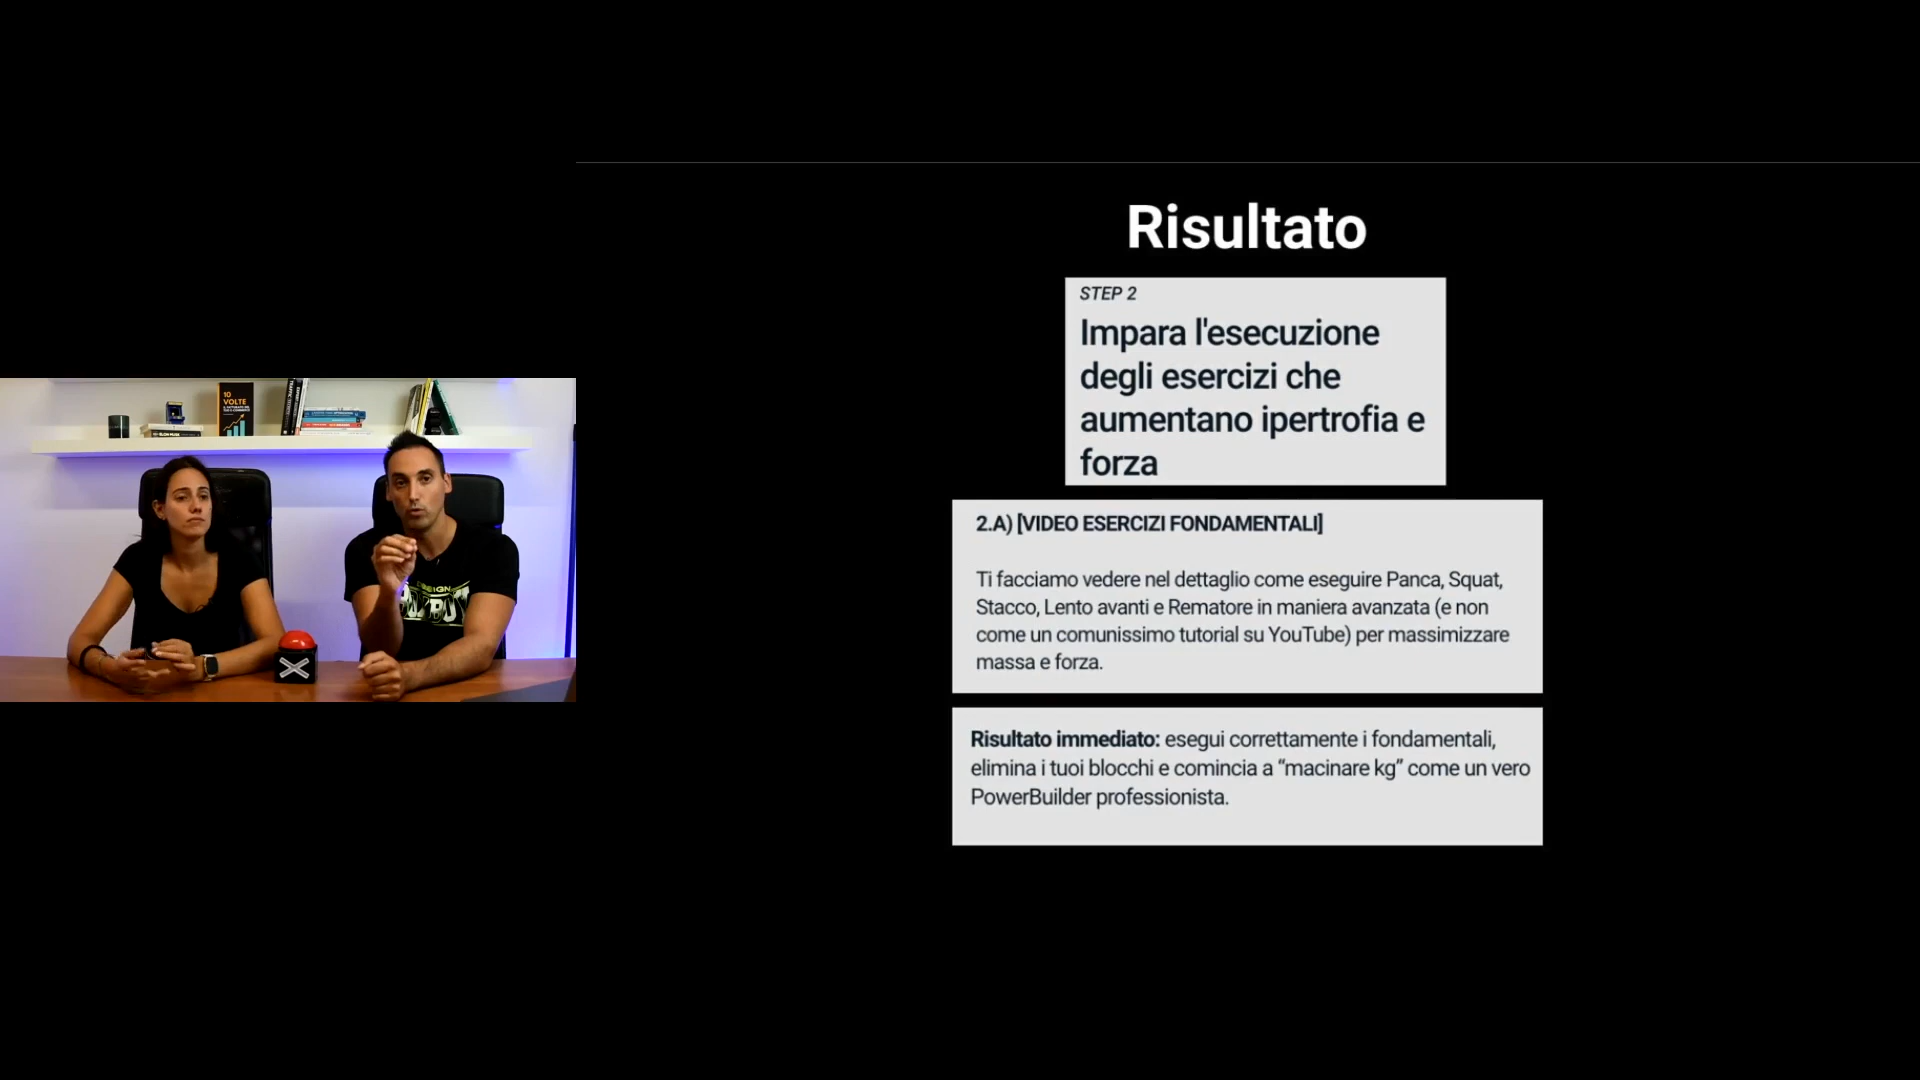 Risultato
STEP 2
Impara l'esecuzione
degli esercizi che
aumentano ipertrofia e
forza
2.A) [VIDEO ESERCIZI FONDAMENTALI]
Ti facciamo vedere nel dettaglio come eseguire Panca, Squat,
Stacco, Lento avanti e Rematore in maniera avanzata (e non
come un comunissimo tutorial su YouTube) per massimizzare
massa e forza.
Risultato immediato: esegui correttamente i fondamentali,
elimina i tuoi blocchi e comincia a “macinare kg” come un vero
PowerBuilder professionista.
10
VOLTE